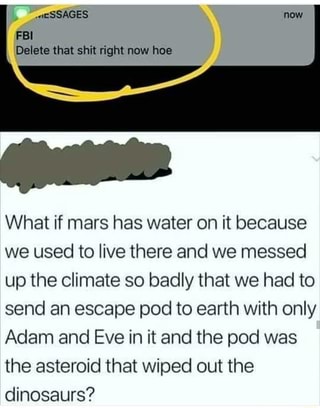 now
FBI
Delete that shit right now hoe
What if mars has water on it because
we used to live there and we messed
up the climate so badly that we had to
send an escape pod to earth with only
Adam and Eve in it and the pod was
the asteroid that wiped out the
dinosaurs?